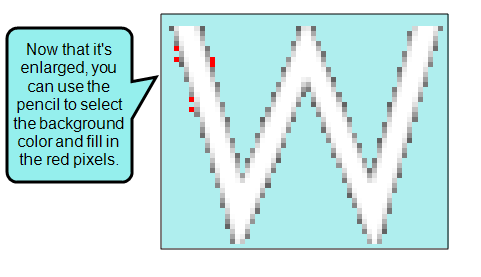 Now that it's
enlarged, you
can use the
pencil to select
the background
color and fill in
the red pixels.
W